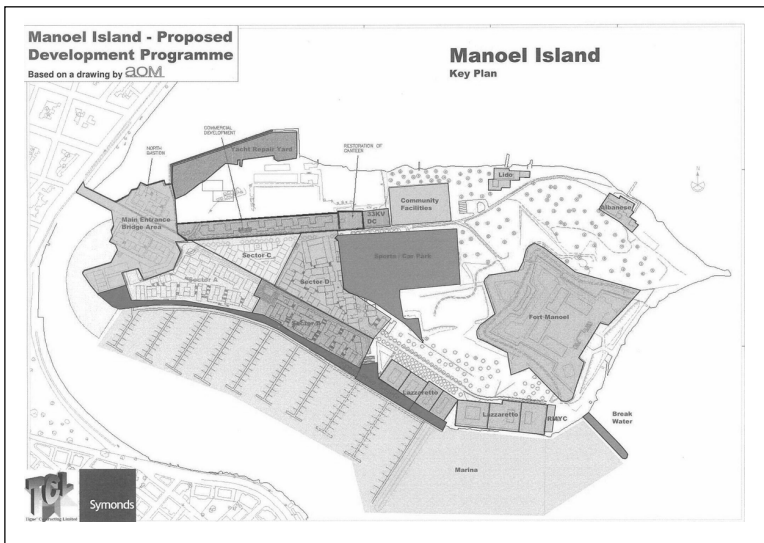 Manoel Island - Proposed
Development Programme
Based on a drawing by aom
Manoel Island
Key Plan
NORTH
BASTION
COMMERCIAL
DEVELOPMENT
RESTORATION OF
CANTEEN
Yacht Repair Yard
Lido
Albanese
Community
Facilities
33KV
DC
Main Entrance
Bridge Area
Sector C
Sector A
Sector D
Sports / Car Park
Fort Manoel
Lazzaretto
Lazzaretto
RMYC
Break
Water
Marina
TCL
Symonds